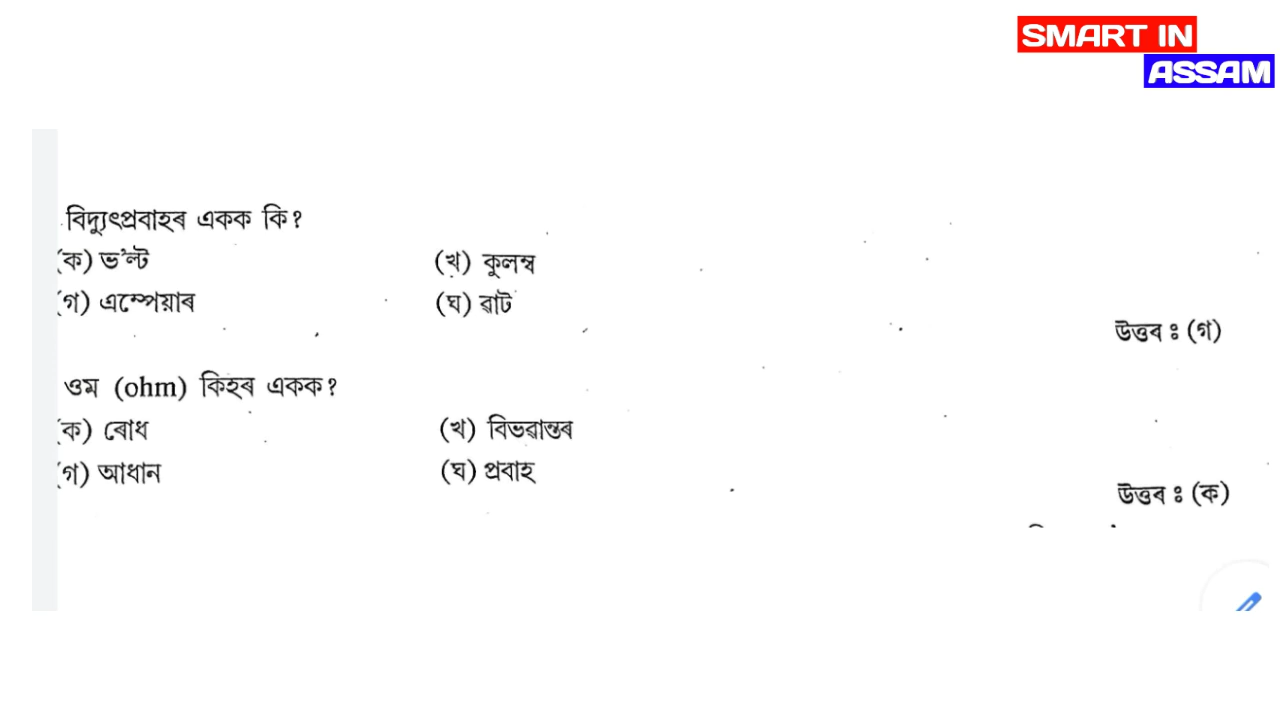 SMART IN
ASSAM
বিদ্যুৎপ্ৰবাহৰ একক কি?
(ক) ভ'ল্ট (খ) কুলম্ব
(গ) এম্পেয়াৰ (ঘ) ৱাট
উত্তৰ ঃ (গ)
ওম (ohm) কিহৰ একক?
(ক) ৰোধ (খ) বিভৱান্তৰ
(গ) আধান (ঘ) প্ৰবাহ
উত্তৰ ঃ (ক)